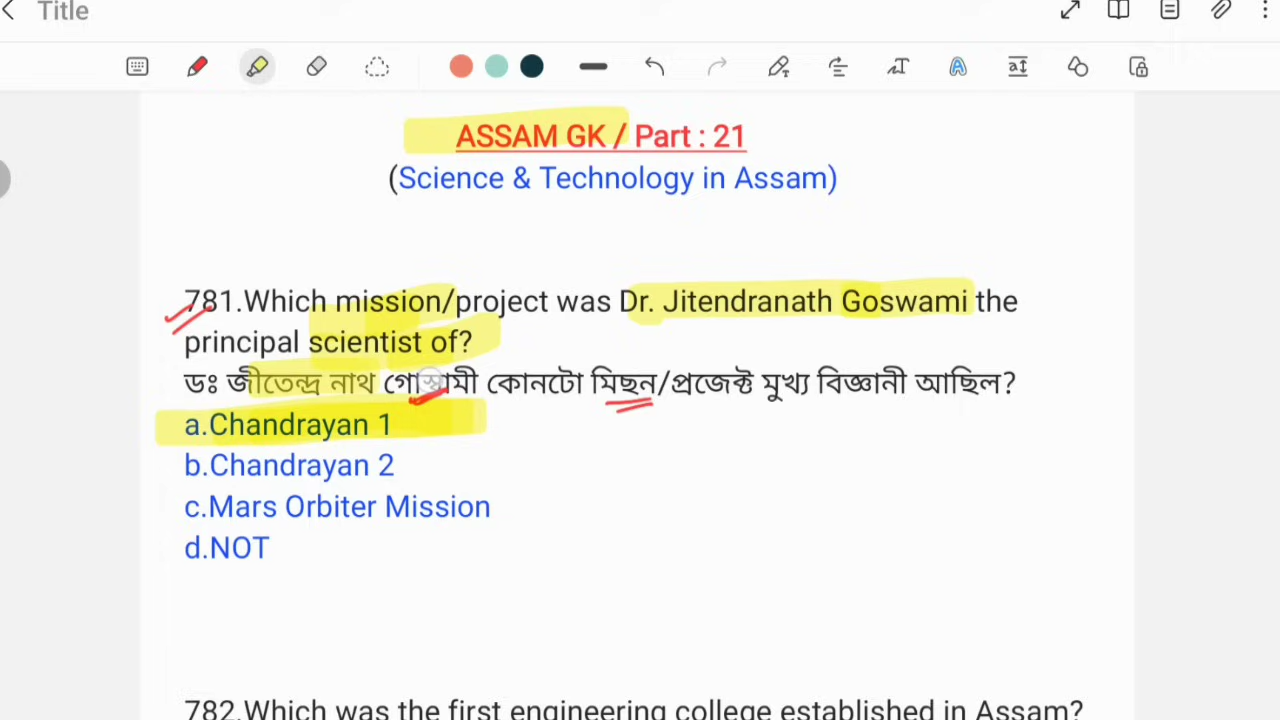 Title
ASSAM GK / Part : 21
(Science & Technology in Assam)
781.Which mission/project was Dr. Jitendranath Goswami the
principal scientist of?
ডঃ জীতেন্দ্ৰ নাথ গোস্বামী কোনটো মিছন/প্ৰজেক্ট মুখ্য বিজ্ঞানী আছিল?
a.Chandrayan 1
b.Chandrayan 2
c.Mars Orbiter Mission
d.NOT
782.Which was the first engineering college established in Assam?